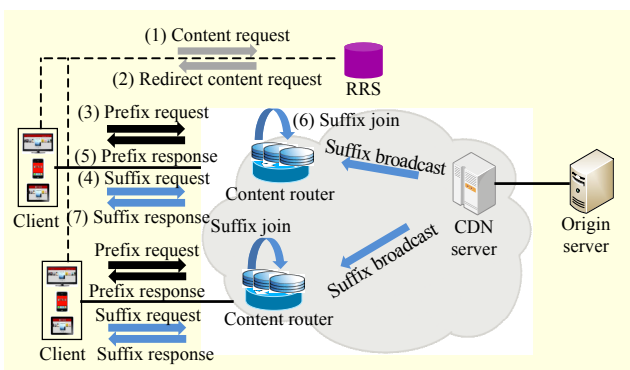 (1) Content request
(2) Redirect content request
RRS
(3) Prefix request
(6) Suffix join
(5) Prefix response
(4) Suffix request
(7) Suffix response
Client
Content router
Suffix broadcast
CDN
server
Origin
server
Suffix join
Suffix broadcast
Prefix request
Prefix response
Suffix request
Suffix response
Content router
Client